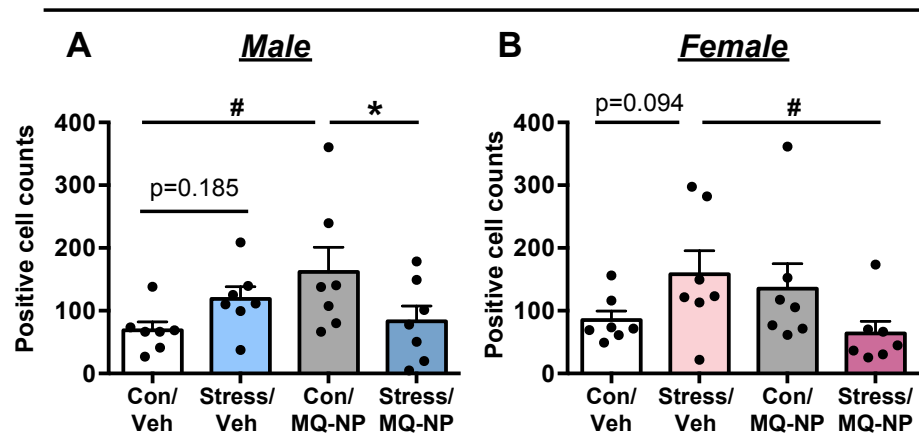 A Male
# *
p=0.185
Positive cell counts
400
300
200
100
0
Con/ Stress/ Con/ Stress/
Veh Veh MQ-NP MQ-NP
B Female
p=0.094 #
Positive cell counts
400
300
200
100
0
Con/ Stress/ Con/ Stress/
Veh Veh MQ-NP MQ-NP